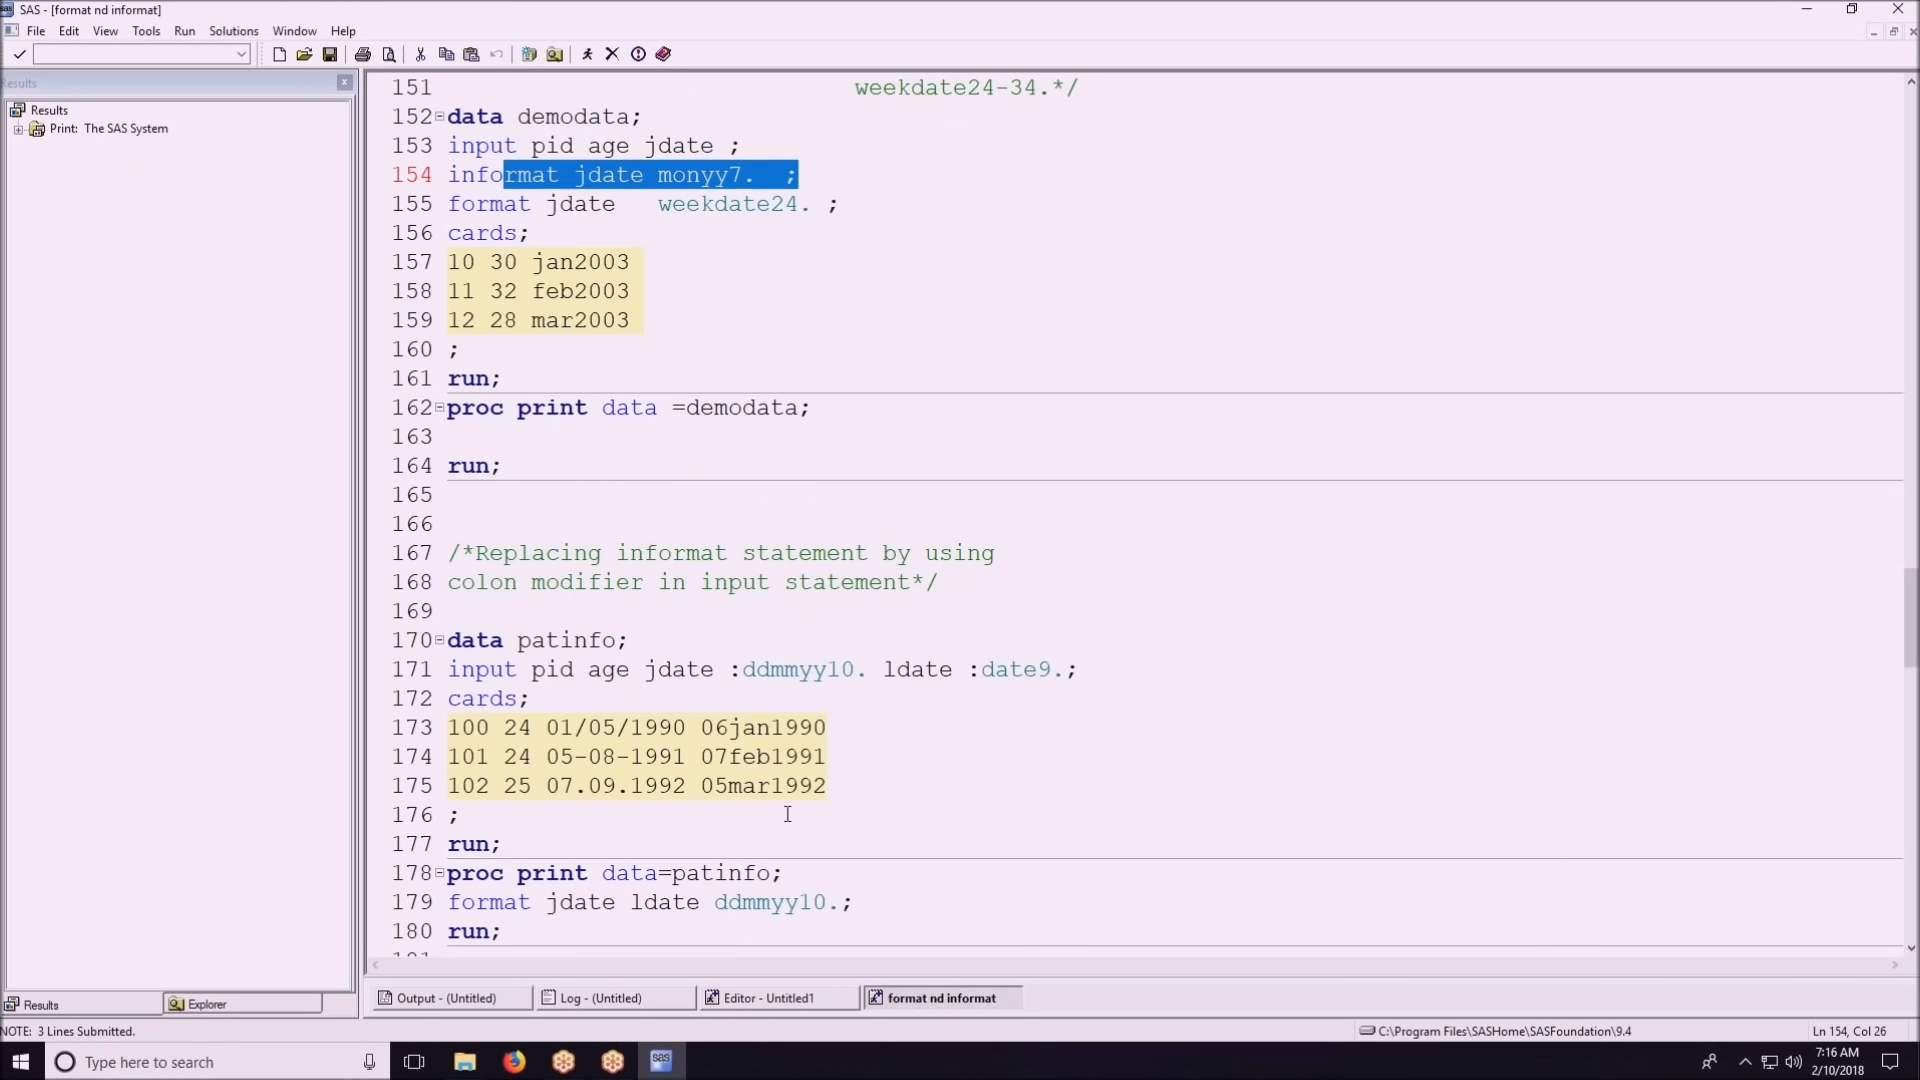 SAS - [format nd informat]
File Edit View Tools Run Solutions Window Help
Results
Results
Print: The SAS System
151 weekdate24-34.*/
152 data demodata;
153 input pid age jdate ;
154 informat jdate monyy7. ;
155 format jdate weekdate24. ;
156 cards;
157 10 30 jan2003
158 11 32 feb2003
159 12 28 mar2003
160 ;
161 run;
162 proc print data =demodata;
163
164 run;
165
166
167 /*Replacing informat statement by using
168 colon modifier in input statement*/
169
170 data patinfo;
171 input pid age jdate :ddmmyy10. ldate :date9.;
172 cards;
173 100 24 01/05/1990 06jan1990
174 101 24 05-08-1991 07feb1991
175 102 25 07.09.1992 05mar1992
176 ;
177 run;
178 proc print data=patinfo;
179 format jdate ldate ddmmyy10.;
180 run;
Results Explorer
Output - (Untitled) Log - (Untitled) Editor - Untitled1 format nd informat
NOTE: 3 Lines Submitted. C:\Program Files\SASHome\SASFoundation\9.4 Ln 154, Col 26
Type here to search
sas
7:16 AM
2/10/2018